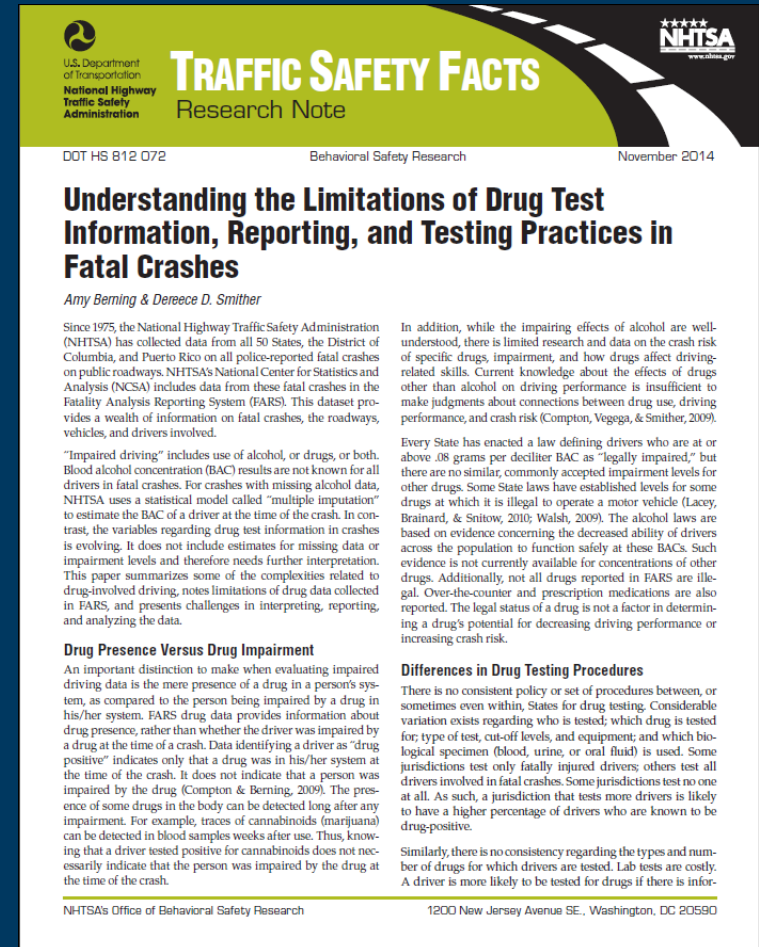 U.S. Department
of Transportation
National Highway
Traffic Safety
Administration
TRAFFIC SAFETY FACTS
Research Note
NHTSA
www.nhtsa.gov
DOT HS 812 072 Behavioral Safety Research November 2014
Understanding the Limitations of Drug Test
Information, Reporting, and Testing Practices in
Fatal Crashes
Amy Berning & Dereece D. Smither
Since 1975, the National Highway Traffic Safety Administration
(NHTSA) has collected data from all 50 States, the District of
Columbia, and Puerto Rico on all police-reported fatal crashes
on public roadways. NHTSA's National Center for Statistics and
Analysis (NCSA) includes data from these fatal crashes in the
Fatality Analysis Reporting System (FARS). This dataset pro-
vides a wealth of information on fatal crashes, the roadways,
vehicles, and drivers involved.
"Impaired driving" includes use of alcohol, or drugs, or both.
Blood alcohol concentration (BAC) results are not known for all
drivers in fatal crashes. For crashes with missing alcohol data,
NHTSA uses a statistical model called "multiple imputation"
to estimate the BAC of a driver at the time of the crash. In con-
trast, the variables regarding drug test information in crashes
is evolving. It does not include estimates for missing data or
impairment levels and therefore needs further interpretation.
This paper summarizes some of the complexities related to
drug-involved driving, notes limitations of drug data collected
in FARS, and presents challenges in interpreting, reporting,
and analyzing the data.
Drug Presence Versus Drug Impairment
An important distinction to make when evaluating impaired
driving data is the mere presence of a drug in a person's sys-
tem, as compared to the person being impaired by a drug in
his/her system. FARS drug data provides information about
drug presence, rather than whether the driver was impaired by
a drug at the time of a crash. Data identifying a driver as "drug
positive" indicates only that a drug was in his/her system at
the time of the crash. It does not indicate that a person was
impaired by the drug (Compton & Berning, 2009). The pres-
ence of some drugs in the body can be detected long after any
impairment. For example, traces of cannabinoids (marijuana)
can be detected in blood samples weeks after use. Thus, know-
ing that a driver tested positive for cannabinoids does not nec-
essarily indicate that the person was impaired by the drug at
the time of the crash.
In addition, while the impairing effects of alcohol are well-
understood, there is limited research and data on the crash risk
of specific drugs, impairment, and how drugs affect driving-
related skills. Current knowledge about the effects of drugs
other than alcohol on driving performance is insufficient to
make judgments about connections between drug use, driving
performance, and crash risk (Compton, Vegega, & Smither, 2009).
Every State has enacted a law defining drivers who are at or
above .08 grams per deciliter BAC as "legally impaired," but
there are no similar, commonly accepted impairment levels for
other drugs. Some State laws have established levels for some
drugs at which it is illegal to operate a motor vehicle (Lacey,
Brainard, & Snitow, 2010; Walsh, 2009). The alcohol laws are
based on evidence concerning the decreased ability of drivers
across the population to function safely at these BACs. Such
evidence is not currently available for concentrations of other
drugs. Additionally, not all drugs reported in FARS are ille-
gal. Over-the-counter and prescription medications are also
reported. The legal status of a drug is not a factor in determin-
ing a drug's potential for decreasing driving performance or
increasing crash risk.
Differences in Drug Testing Procedures
There is no consistent policy or set of procedures between, or
sometimes even within, States for drug testing. Considerable
variation exists regarding who is tested; which drug is tested
for; type of test, cut-off levels, and equipment; and which bio-
logical specimen (blood, urine, or oral fluid) is used. Some
jurisdictions test only fatally injured drivers; others test all
drivers involved in fatal crashes. Some jurisdictions test no one
at all. As such, a jurisdiction that tests more drivers is likely
to have a higher percentage of drivers who are known to be
drug-positive.
Similarly, there is no consistency regarding the types and num-
ber of drugs for which drivers are tested. Lab tests are costly.
A driver is more likely to be tested for drugs if there is infor-
NHTSA's Office of Behavioral Safety Research 1200 New Jersey Avenue SE., Washington, DC 20590